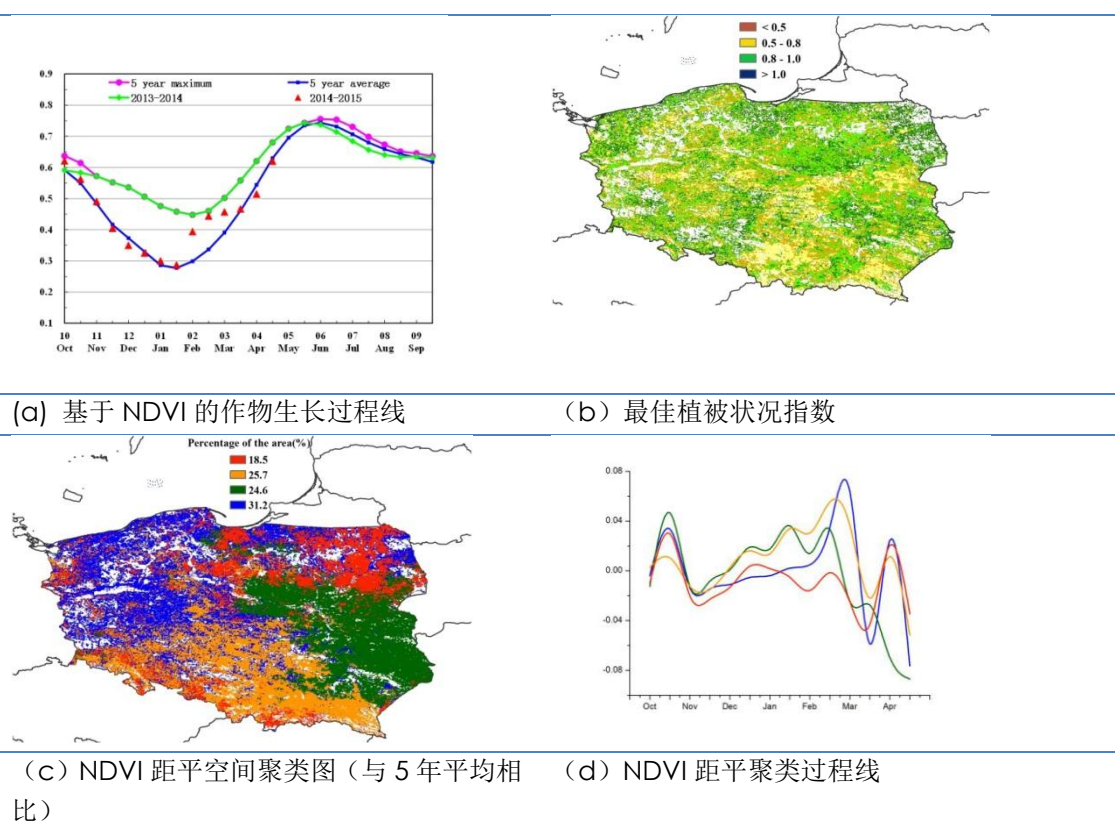 0.9
0.8
0.7
0.6
0.5
0.4
0.3
0.2
0.1
5 year maximum
5 year average
2013-2014
2014-2015
10 11 12 01 02 03 04 05 06 07 08 09
Oct Nov Dec Jan Feb Mar Apr May Jun Jul Aug Sep
< 0.5
0.5 - 0.8
0.8 - 1.0
> 1.0
(a) 基于 NDVI 的作物生长过程线
（b）最佳植被状况指数
Percentage of the area(%)
18.5
25.7
24.6
31.2
0.08
0.04
0.00
-0.04
-0.08
Oct Nov Dec Jan Feb Mar Apr
（c）NDVI 距平空间聚类图（与 5 年平均相
比）
（d）NDVI 距平聚类过程线